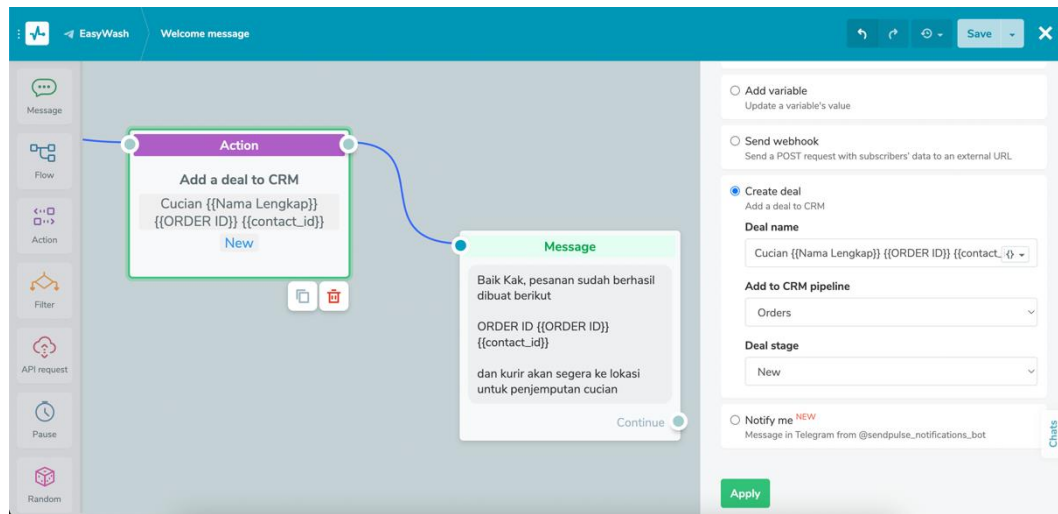 EasyWash
Welcome message
Save
Message
Flow
Action
Filter
API request
Pause
Random
Action
Add a deal to CRM
Cucian {{Nama Lengkap}}
{{ORDER ID}} {{contact_id}}
New
Message
Baik Kak, pesanan sudah berhasil
dibuat berikut
ORDER ID {{ORDER ID}}
{{contact_id}}
dan kurir akan segera ke lokasi
untuk penjemputan cucian
Continue
Add variable
Update a variable's value
Send webhook
Send a POST request with subscribers' data to an external URL
Create deal
Add a deal to CRM
Deal name
Cucian {{Nama Lengkap}} {{ORDER ID}} {{contact_ {}
Add to CRM pipeline
Orders
Deal stage
New
Notify me NEW
Message in Telegram from @sendpulse_notifications_bot
Chats
Apply